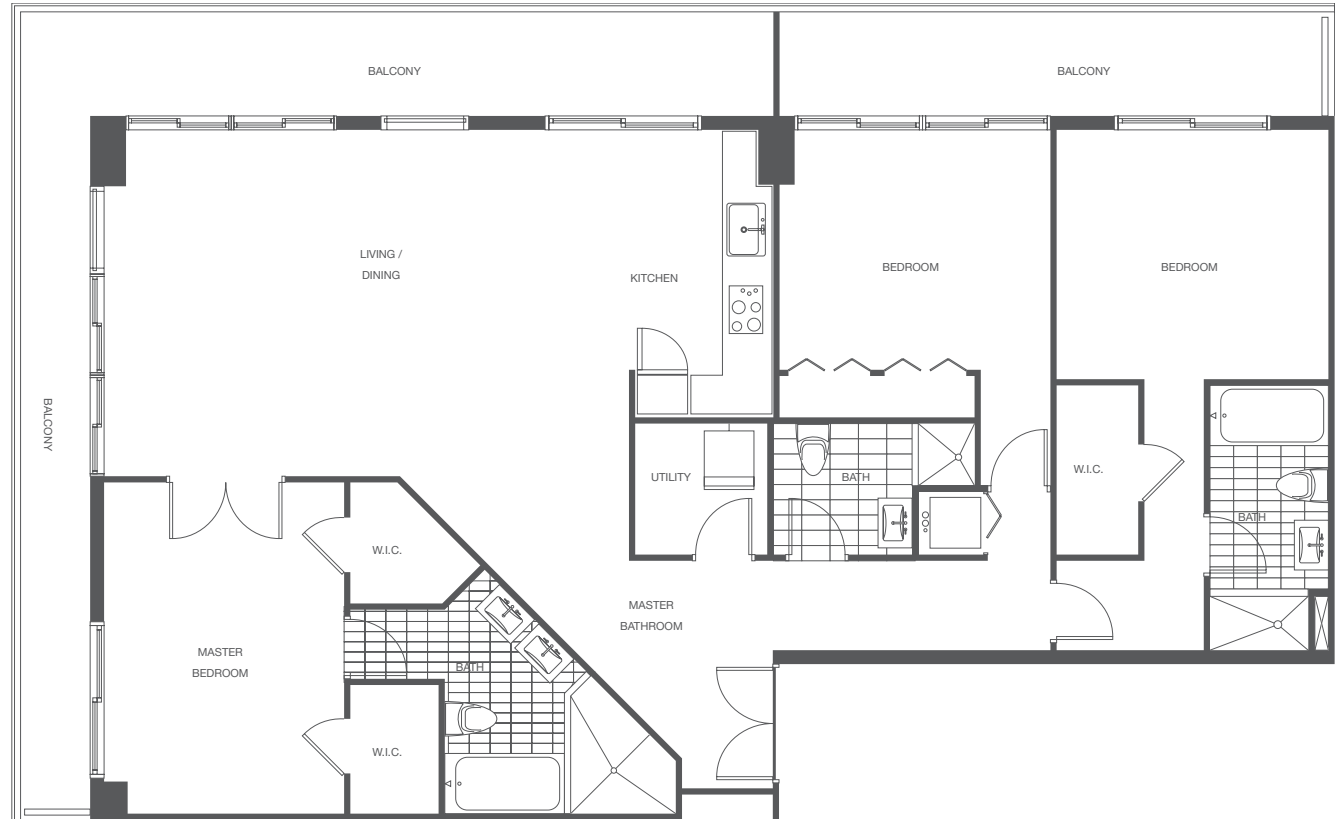 BALCONY
BALCONY
LIVING /
DINING
KITCHEN
BEDROOM
BEDROOM
BALCONY
UTILITY
BATH
W.I.C.
BATH
W.I.C.
MASTER
BATHROOM
MASTER
BEDROOM
BATH
W.I.C.